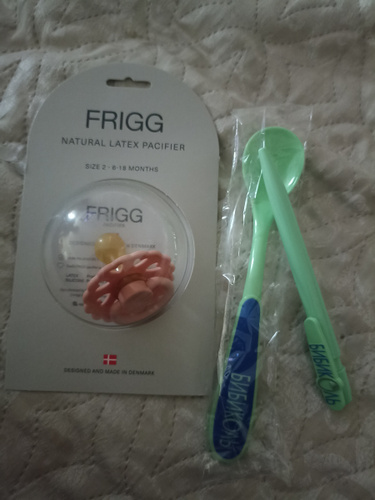 FRIGG
NATURAL LATEX PACIFIER
SIZE 2 · 6-18 MONTHS
FRIGG
DESIGNED AND MADE IN DENMARK
БИБИКОЛЬ
БИБИКОЛЬ